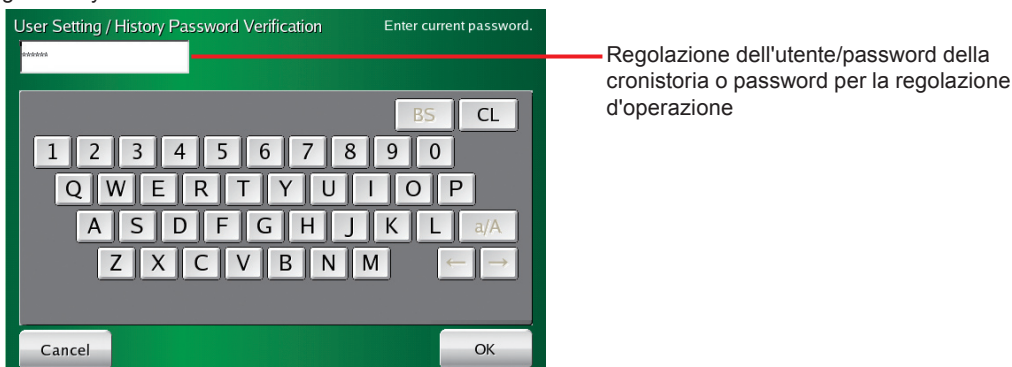 User Setting / History Password Verification Enter current password.
******
Regolazione dell'utente/password della
cronistoria o password per la regolazione
d'operazione
BS CL
1 2 3 4 5 6 7 8 9 0
Q W E R T Y U I O P
A S D F G H J K L a/A
Z X C V B N M ← →
Cancel OK